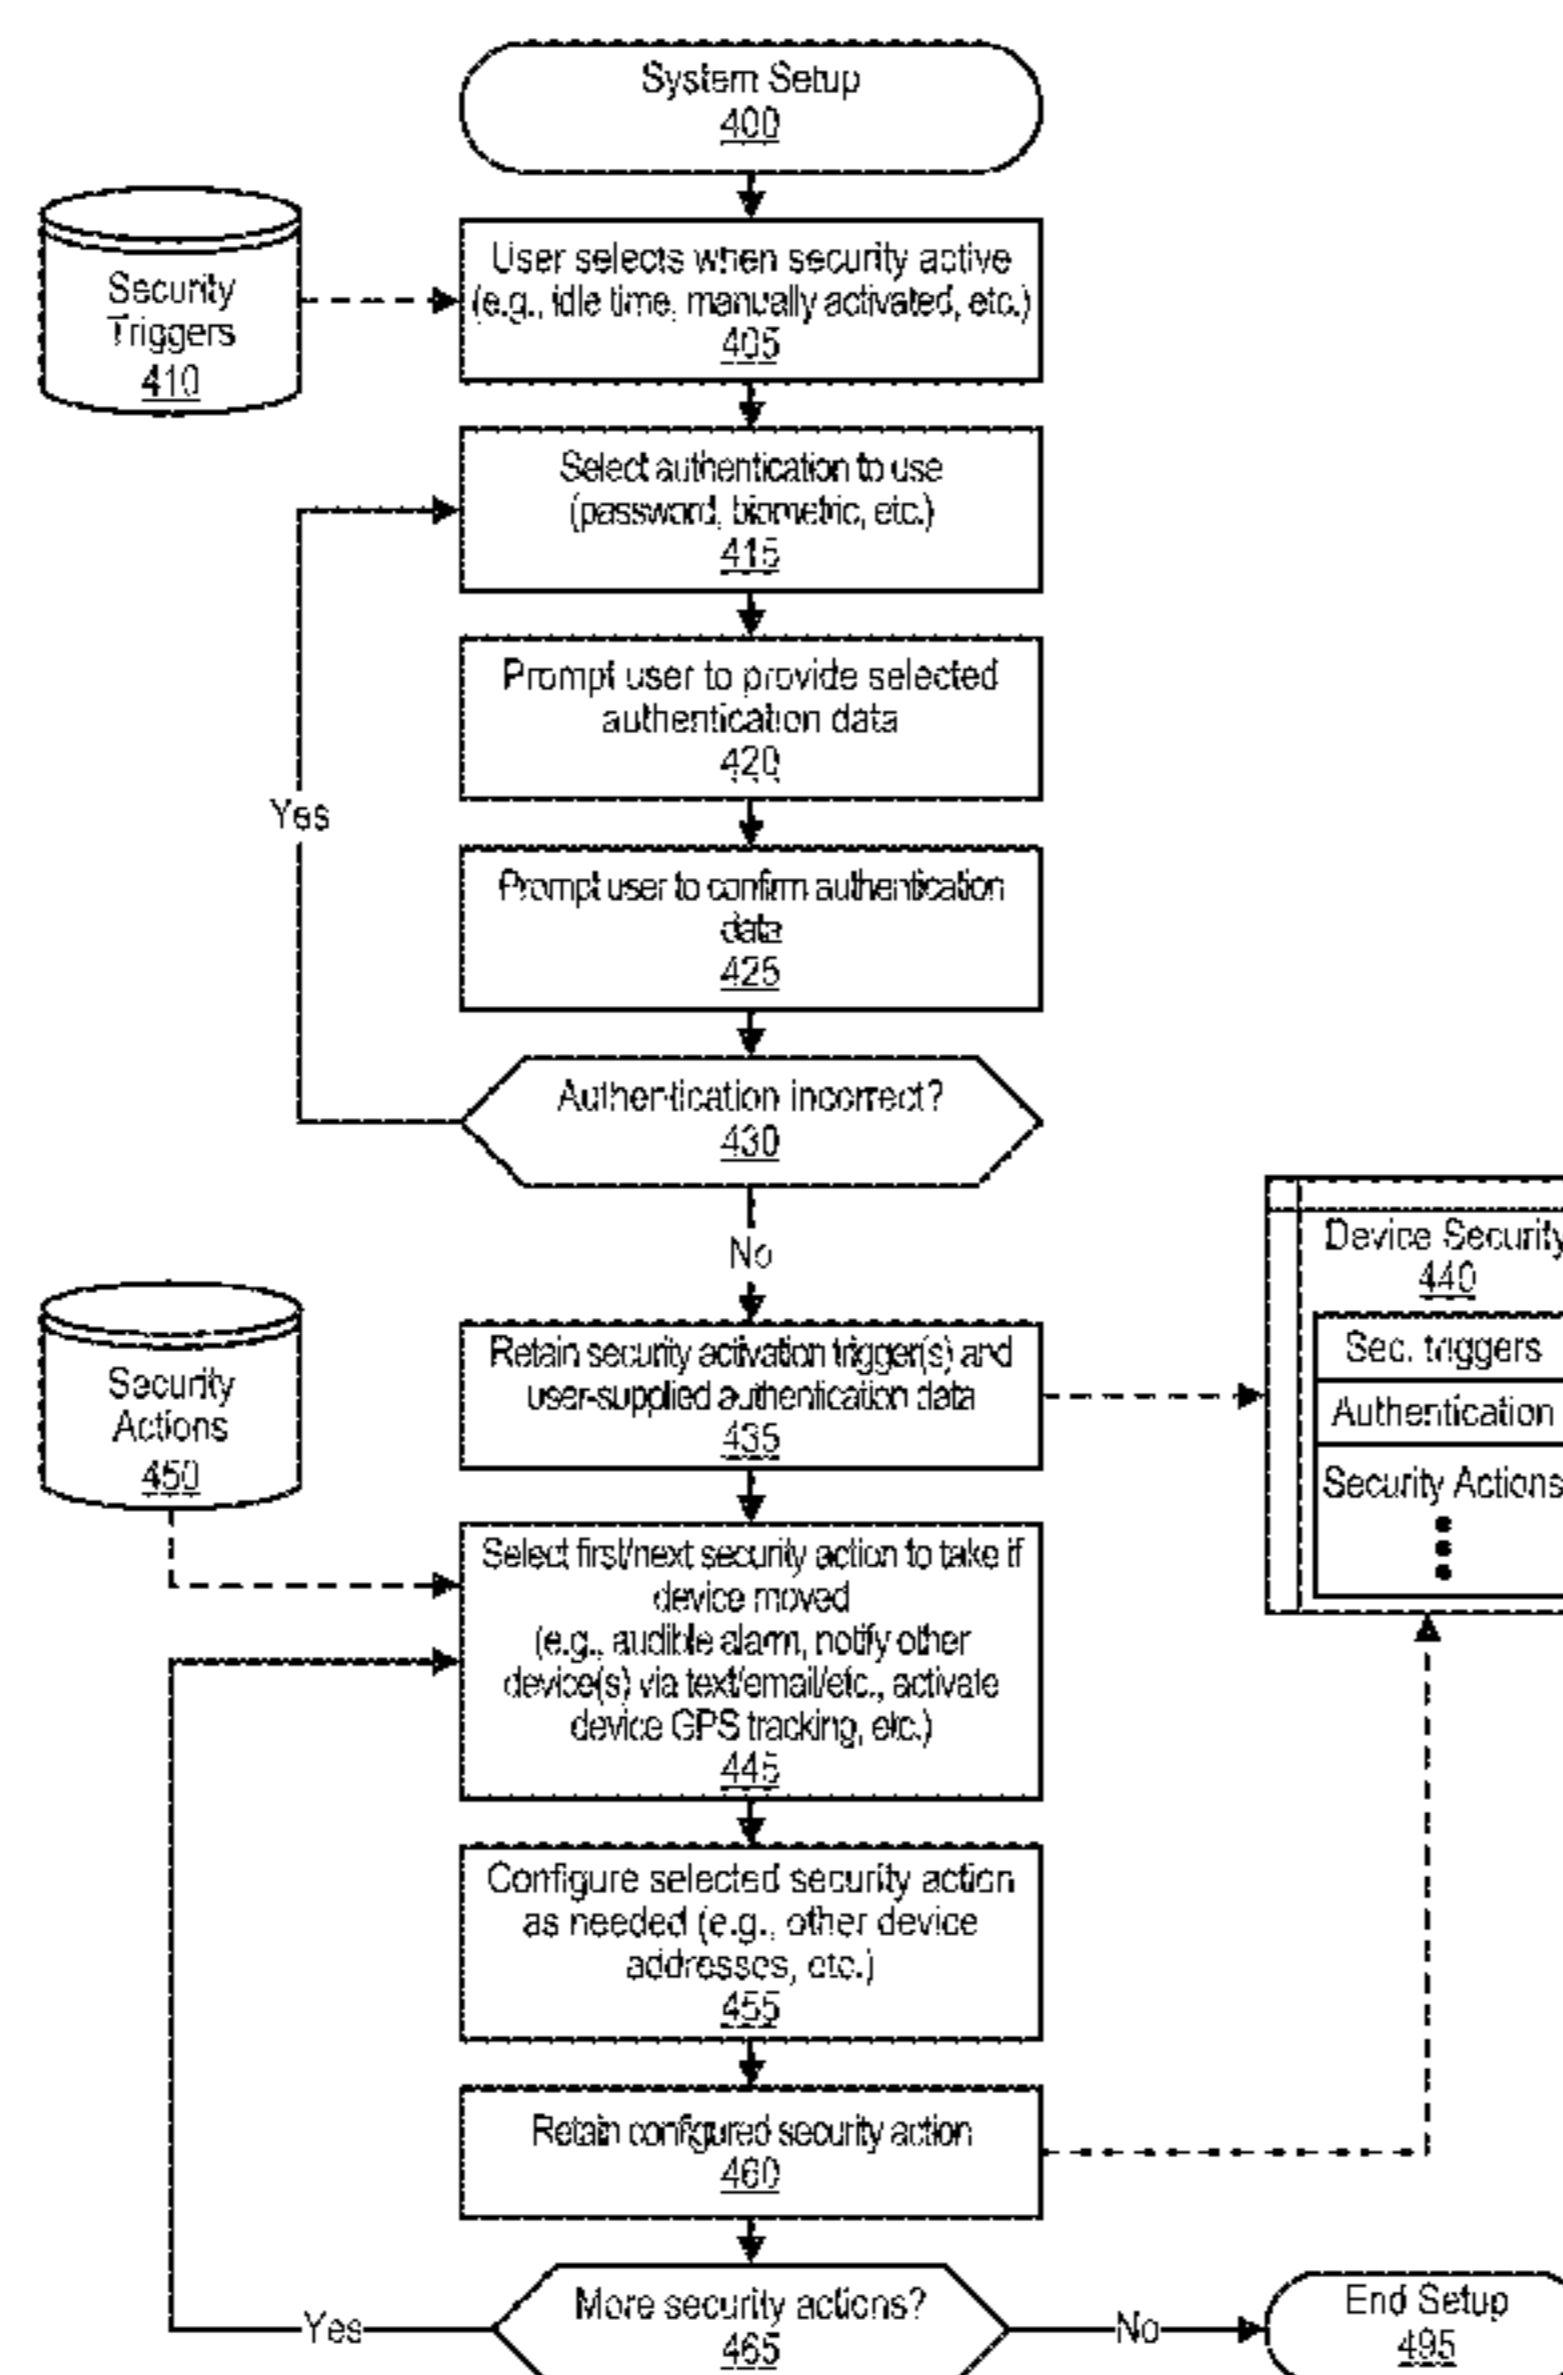 System Setup
400
Security
Triggers
410
User selects when security active
(e.g., idle time, manually activated, etc.)
405
Select authentication to use
(password, biometric, etc.)
415
Prompt user to provide selected
authentication data
420
Yes
Prompt user to confirm authentication
data
425
Authentication incorrect?
430
No
Device Security
440
Sec. triggers
Authentication
Security Actions
Security
Actions
450
Retain security activation trigger(s) and
user-supplied authentication data
435
Select first/next security action to take if
device moved
(e.g., audible alarm, notify other
device(s) via text/email/etc., activate
device GPS tracking, etc.)
445
Configure selected security action
as needed (e.g., other device
addresses, etc.)
455
Retain configured security action
460
More security actions?
465
Yes
No
End Setup
495